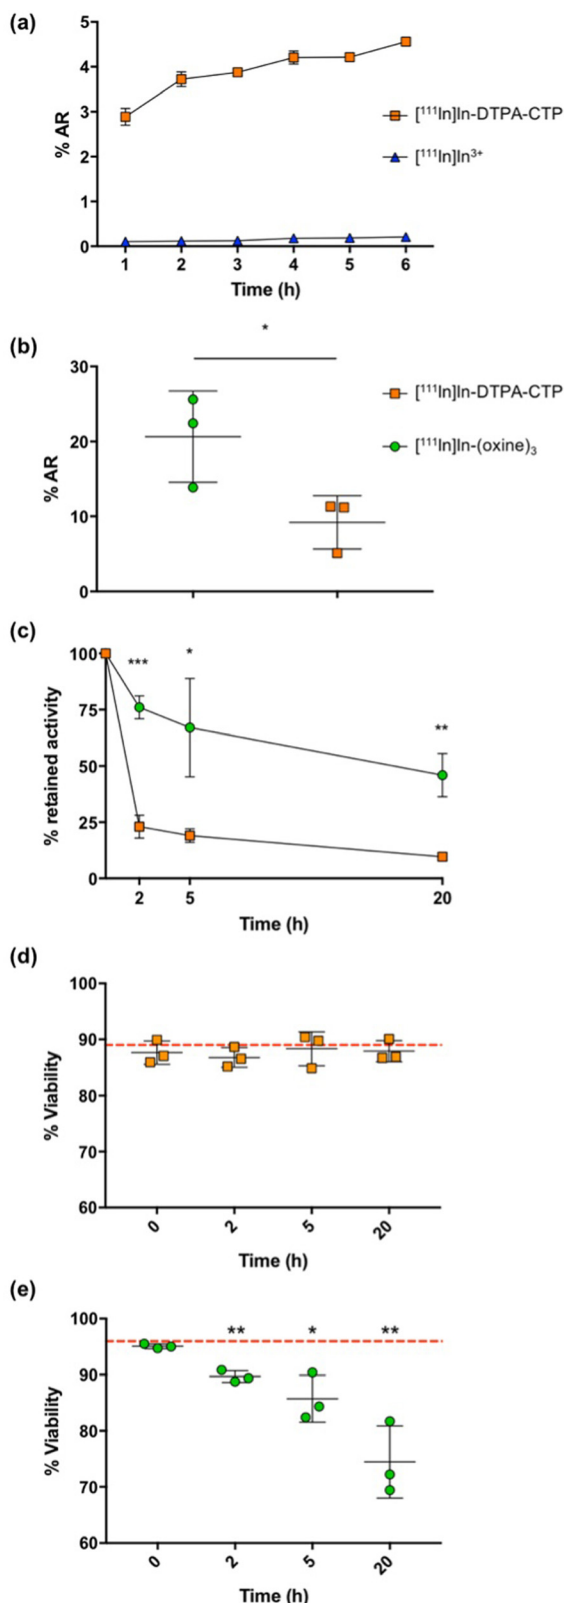 (a)
5
4
3
2
1
0
% AR
1 2 3 4 5 6
Time (h)
[¹¹¹In]In-DTPA-CTP
[¹¹¹In]In³⁺
(b)
*
30
20
10
0
% AR
[¹¹¹In]In-DTPA-CTP
[¹¹¹In]In-(oxine)₃
(c)
100
75
50
25
0
% retained activity
*** * **
2 5 20
Time (h)
(d)
100
90
80
70
60
% Viability
0 2 5 20
Time (h)
(e)
100
90
80
70
60
% Viability
** * **
0 2 5 20
Time (h)